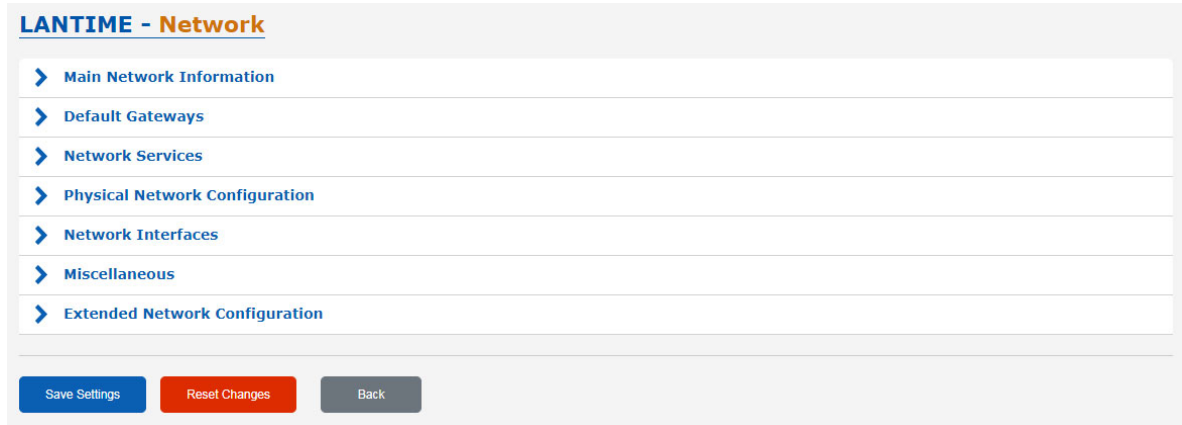 LANTIME - Network
Main Network Information
Default Gateways
Network Services
Physical Network Configuration
Network Interfaces
Miscellaneous
Extended Network Configuration
Save Settings Reset Changes Back